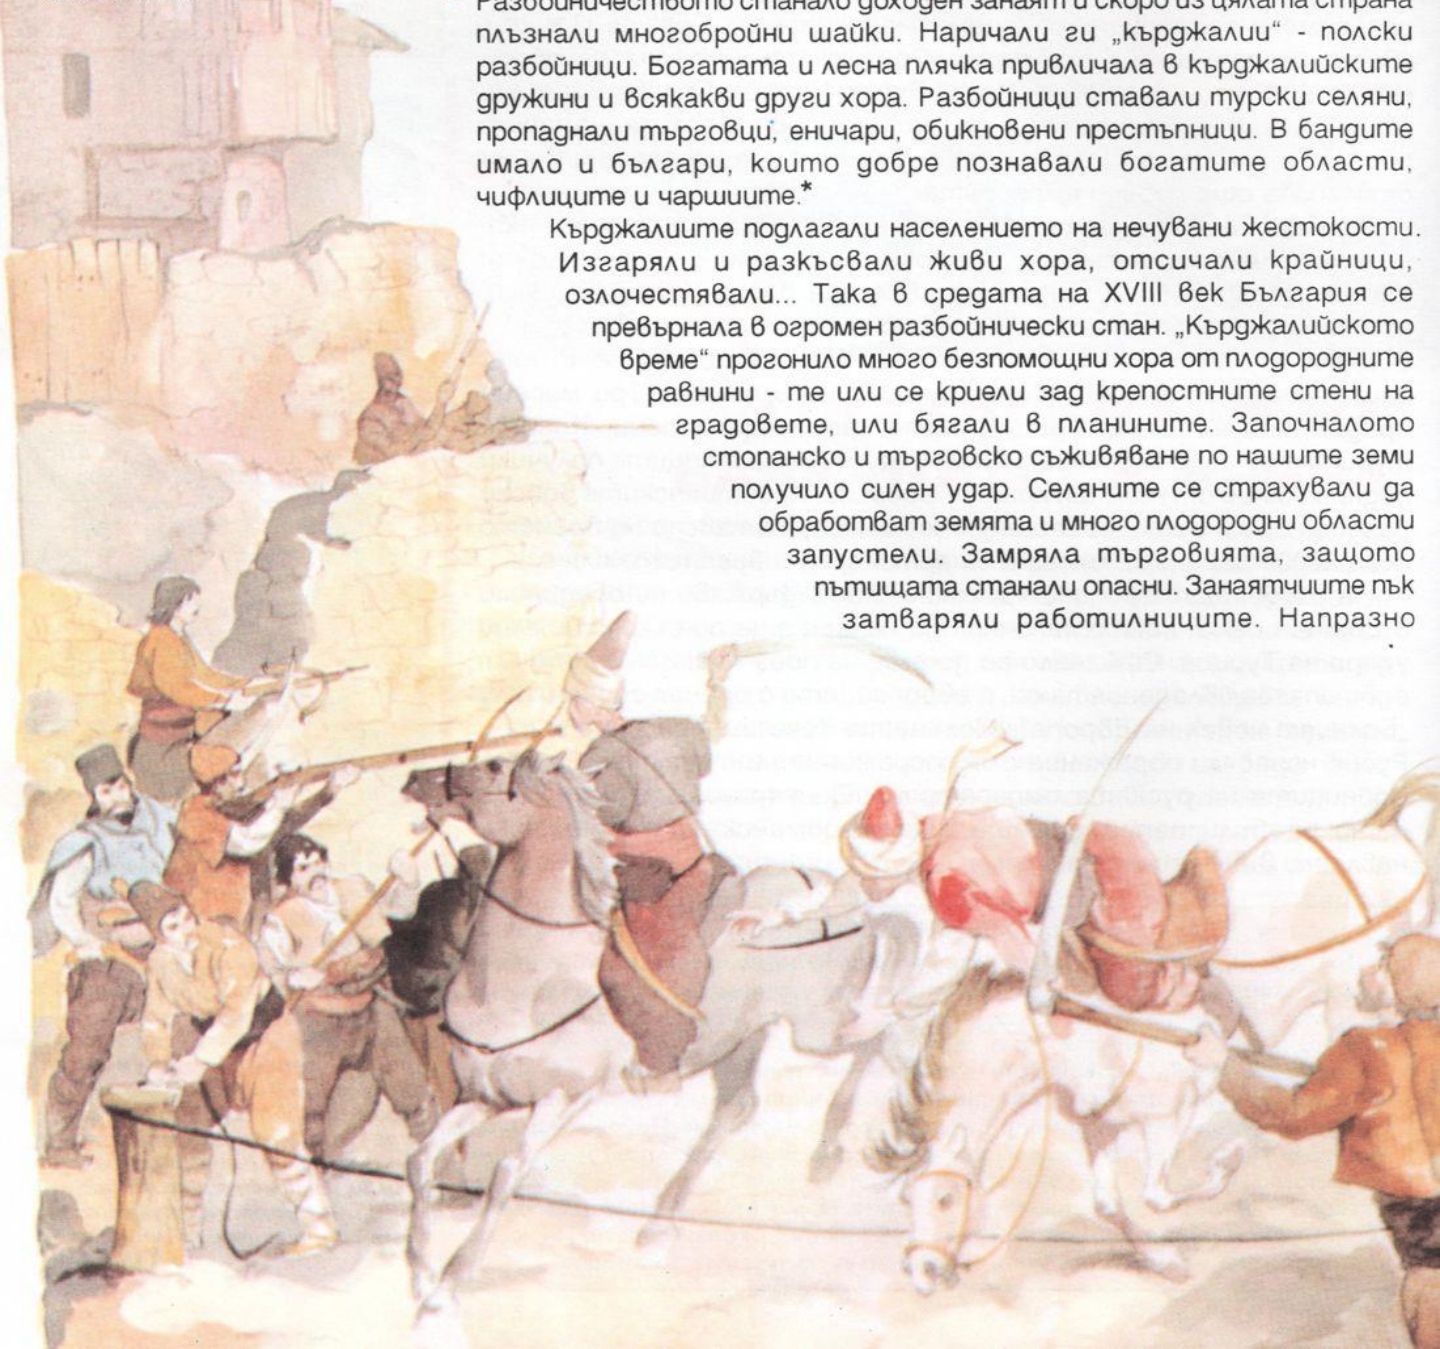 Разбойничеството станало доходен занаят и скоро из цялата страна
плъзнали многобройни шайки. Наричали ги „кърджалии“ - полски
разбойници. Богатата и лесна плячка привличала в кърджалийските
дружини и всякакви други хора. Разбойници ставали турски селяни,
пропаднали търговци, еничари, обикновени престъпници. В бандите
имало и българи, които добре познавали богатите области,
чифлиците и чаршиите.*
Кърджалиите подлагали населението на нечувани жестокости.
Изгаряли и разкъсвали живи хора, отсичали крайници,
озлочестявали... Така в средата на XVIII век България се
превърнала в огромен разбойнически стан. „Кърджалийското
време“ прогонило много безпомощни хора от плодородните
равнини - те или се криели зад крепостните стени на
градовете, или бягали в планините. Започналото
стопанско и търговско съживяване по нашите земи
получило силен удар. Селяните се страхували да
обработват земята и много плодородни области
запустели. Замряла търговията, защото
пътищата станали опасни. Занаятчиите пък
затваряли работилниците. Напразно